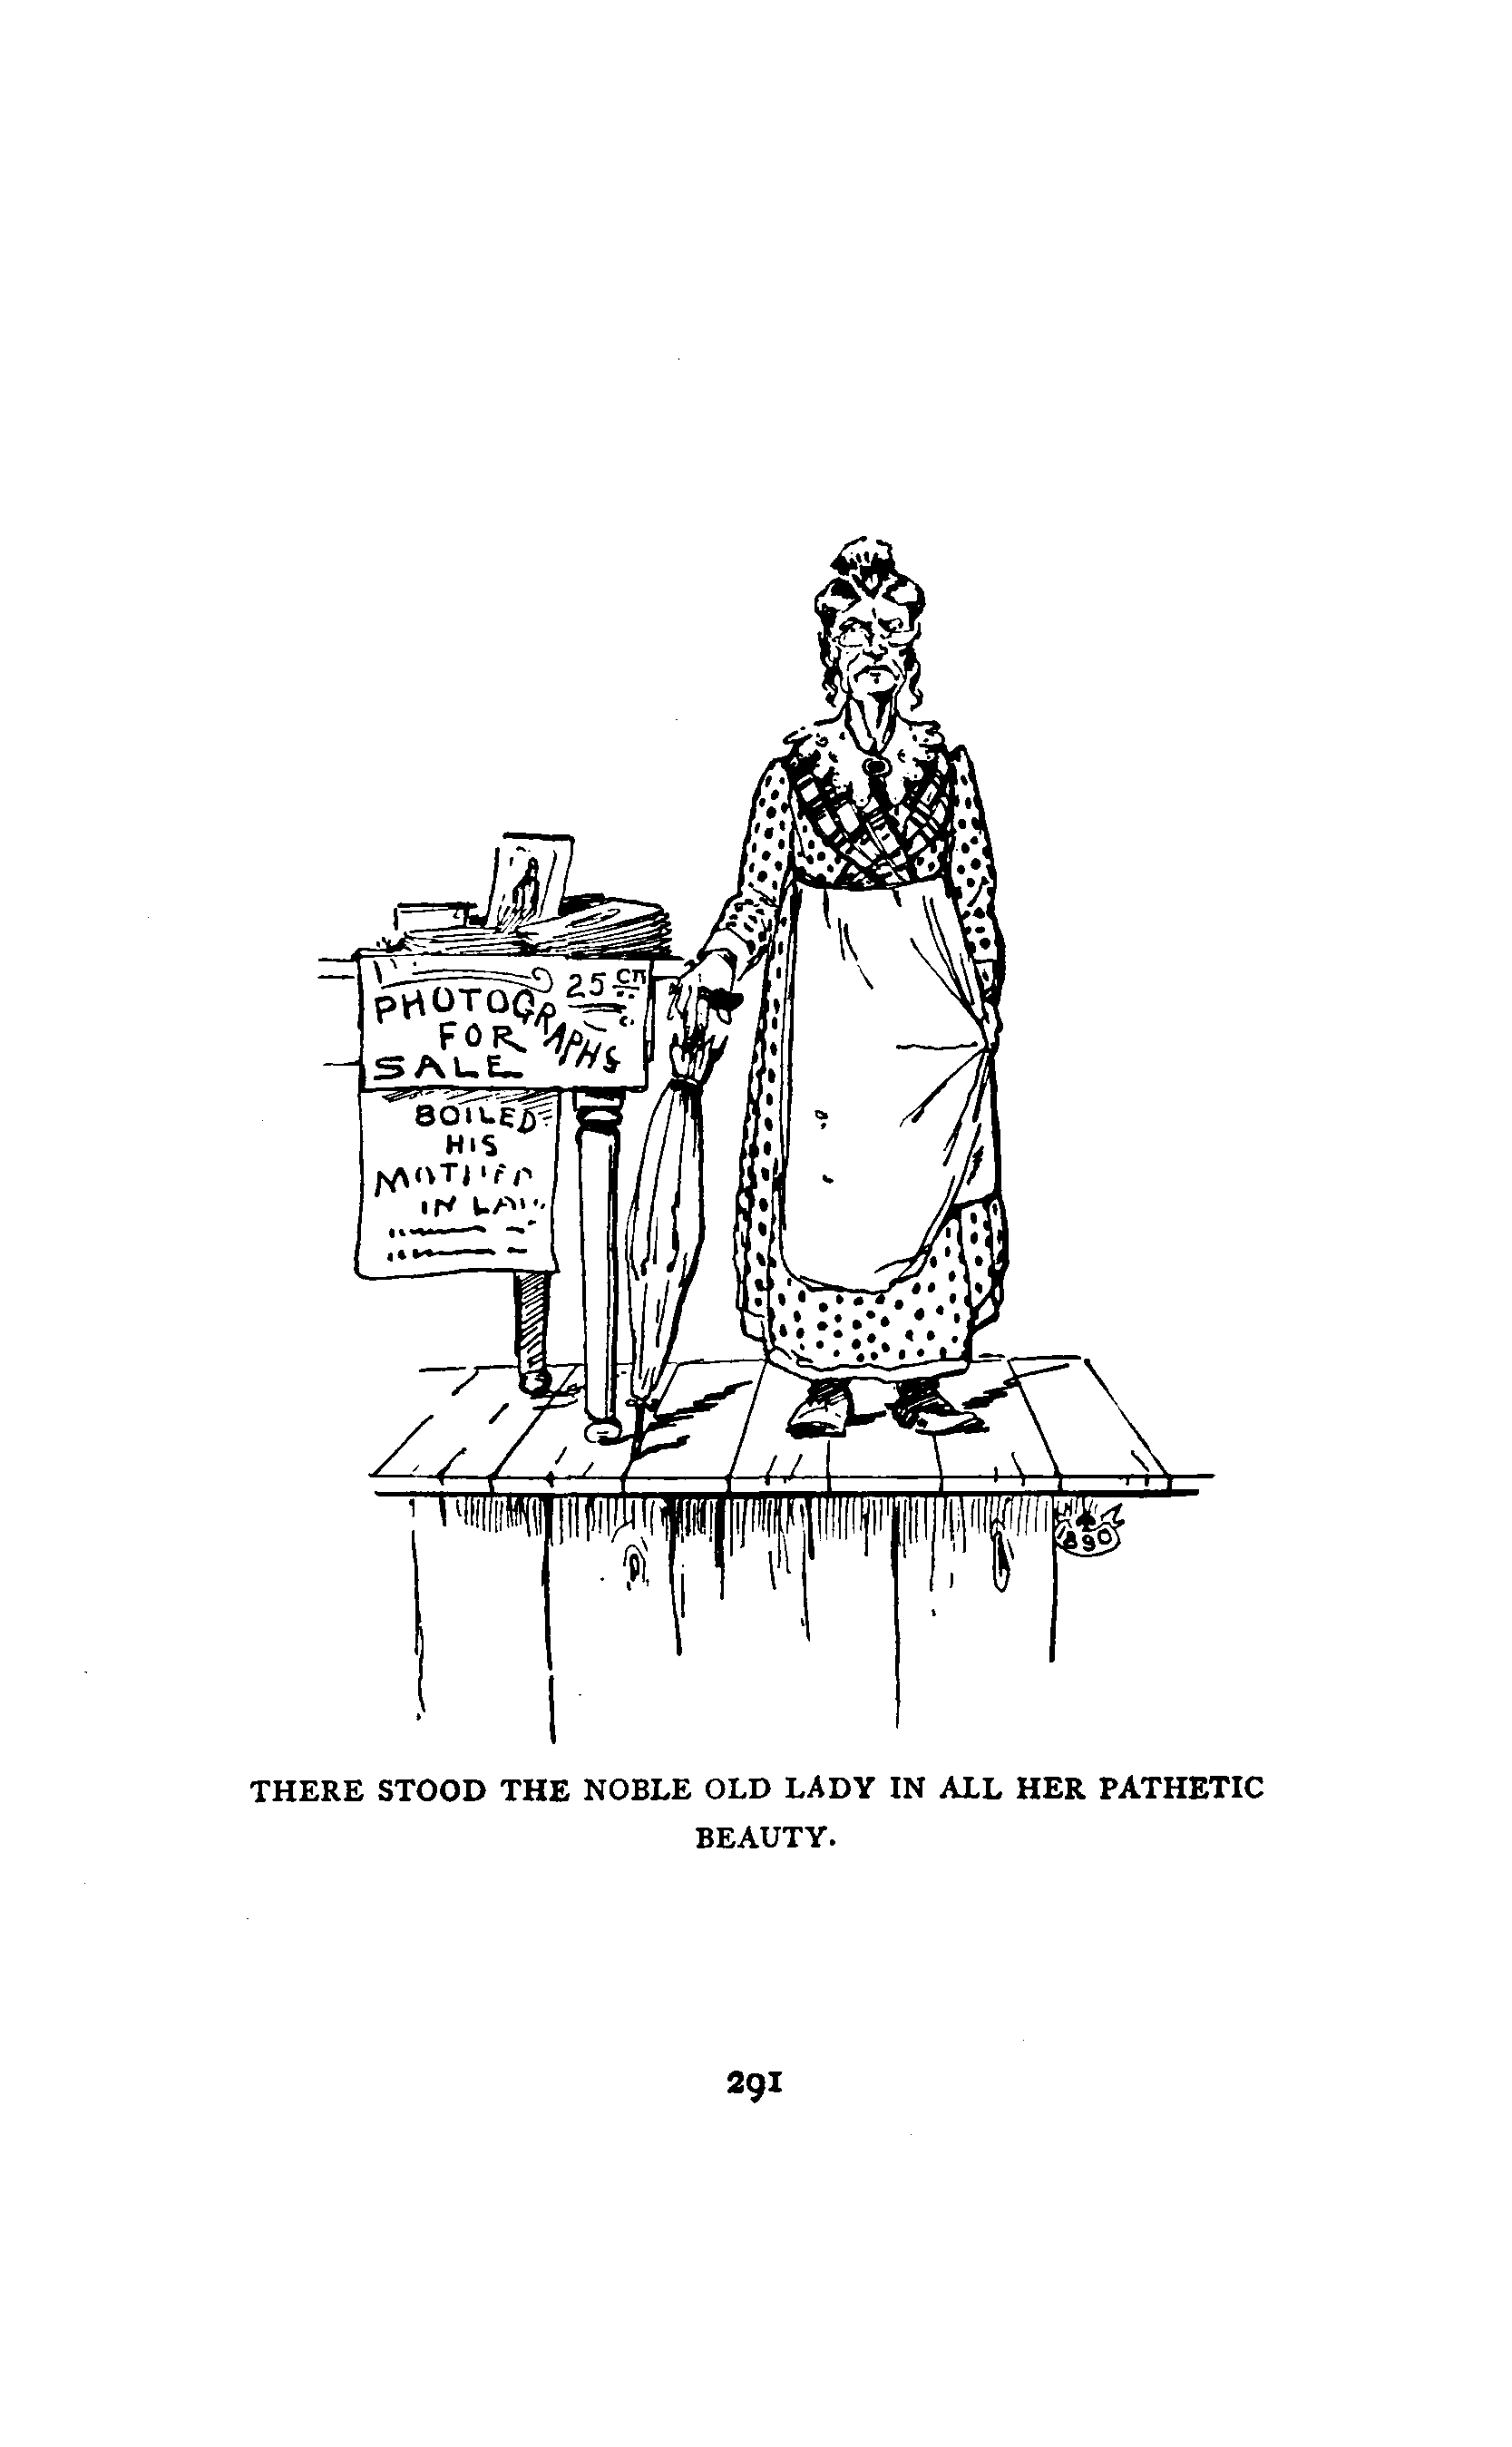 25 CTS
PHOTOGRAPHS
FOR
SALE
BOILED
HIS
MOTHER
IN LAW
1890
THERE STOOD THE NOBLE OLD LADY IN ALL HER PATHETIC
BEAUTY.
291